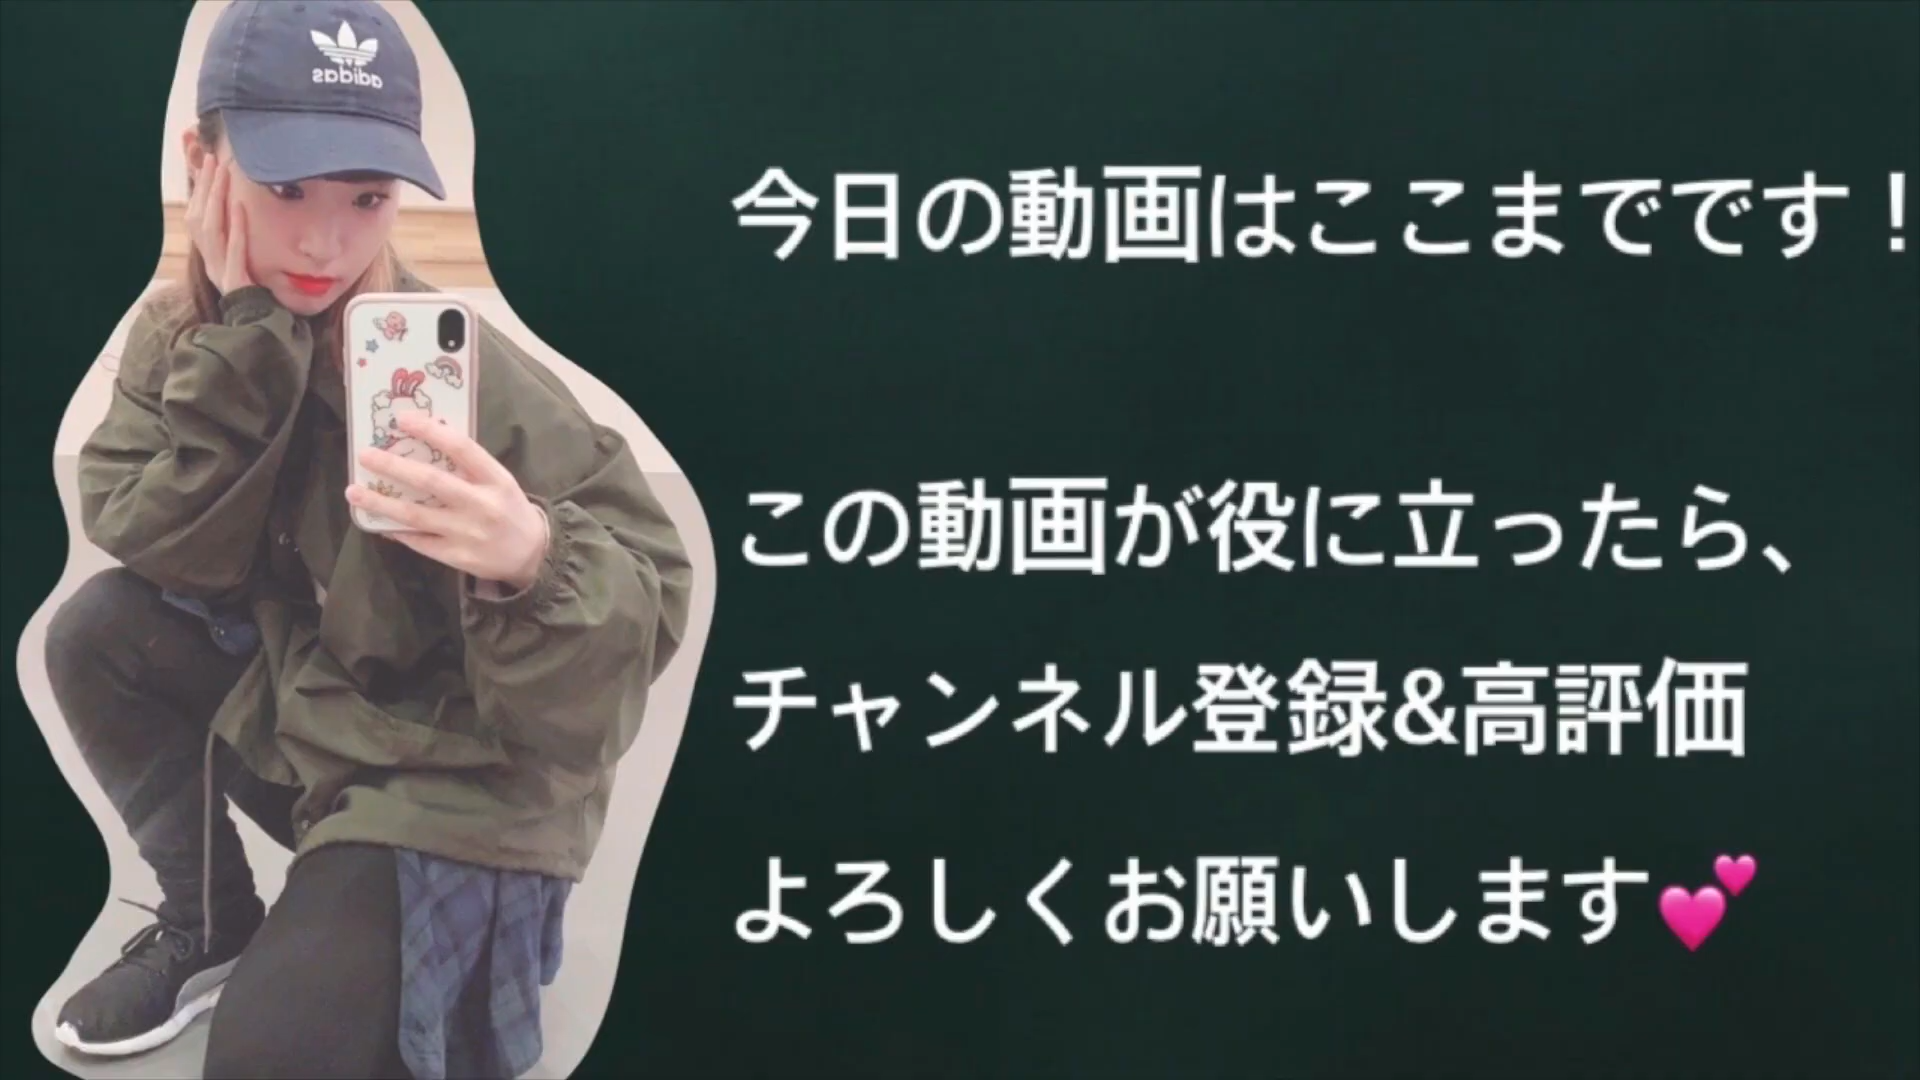 adidas
今日の動画はここまでです！
この動画が役に立ったら、
チャンネル登録&高評価
よろしくお願いします💕